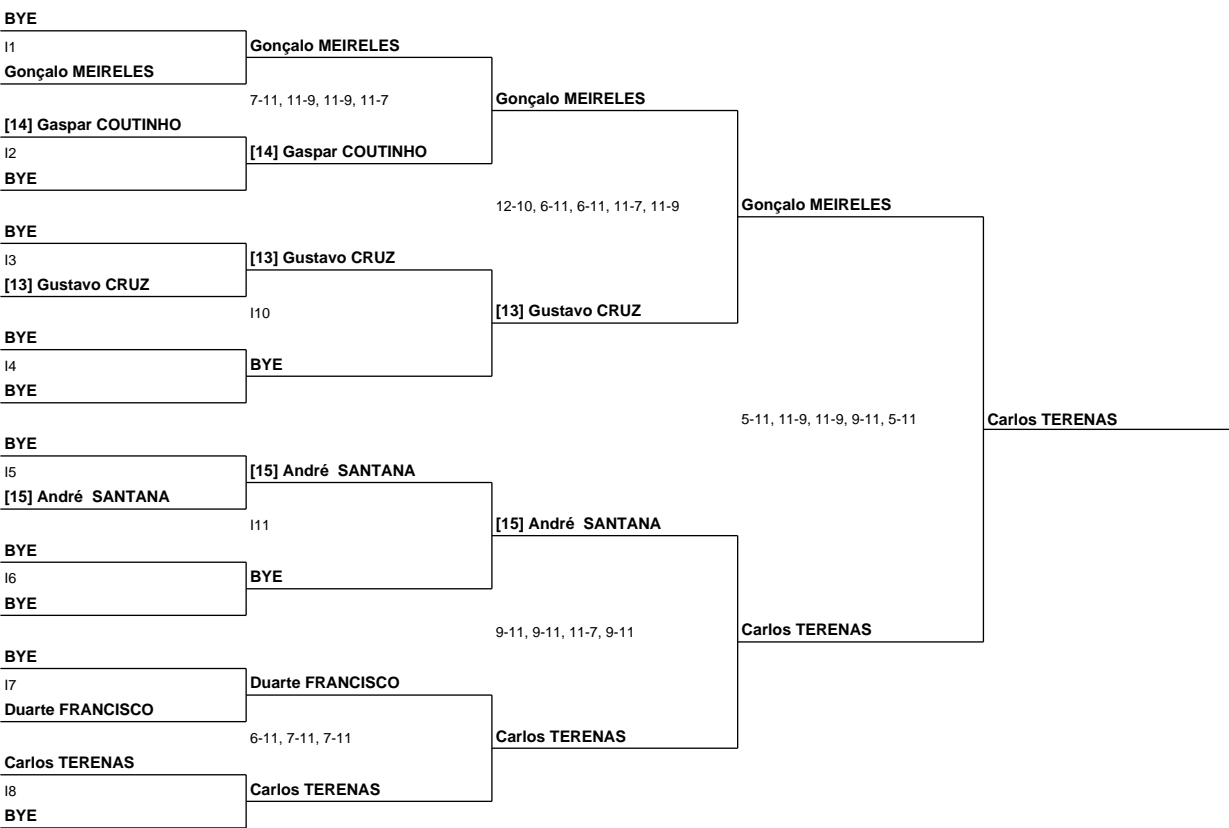 BYE
I1
Gonçalo MEIRELES
Gonçalo MEIRELES
7-11, 11-9, 11-9, 11-7
Gonçalo MEIRELES
[14] Gaspar COUTINHO
I2
[14] Gaspar COUTINHO
BYE
12-10, 6-11, 6-11, 11-7, 11-9
Gonçalo MEIRELES
BYE
I3
[13] Gustavo CRUZ
[13] Gustavo CRUZ
I10
[13] Gustavo CRUZ
BYE
I4
BYE
BYE
5-11, 11-9, 11-9, 9-11, 5-11
Carlos TERENAS
BYE
I5
[15] André  SANTANA
[15] André  SANTANA
I11
[15] André  SANTANA
BYE
I6
BYE
BYE
9-11, 9-11, 11-7, 9-11
Carlos TERENAS
BYE
I7
Duarte FRANCISCO
Duarte FRANCISCO
6-11, 7-11, 7-11
Carlos TERENAS
Carlos TERENAS
I8
Carlos TERENAS
BYE